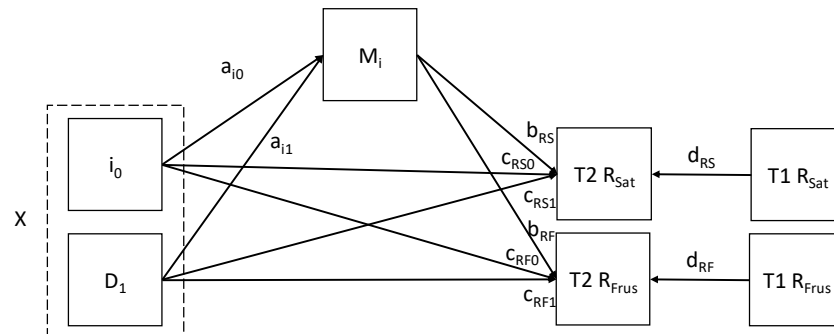 M_i
a_i0
a_i1
b_RS
i_0
c_RS0
T2 R_Sat
d_RS
T1 R_Sat
c_RS1
X
b_RF
D_1
c_RF0
T2 R_Frus
d_RF
T1 R_Frus
c_RF1